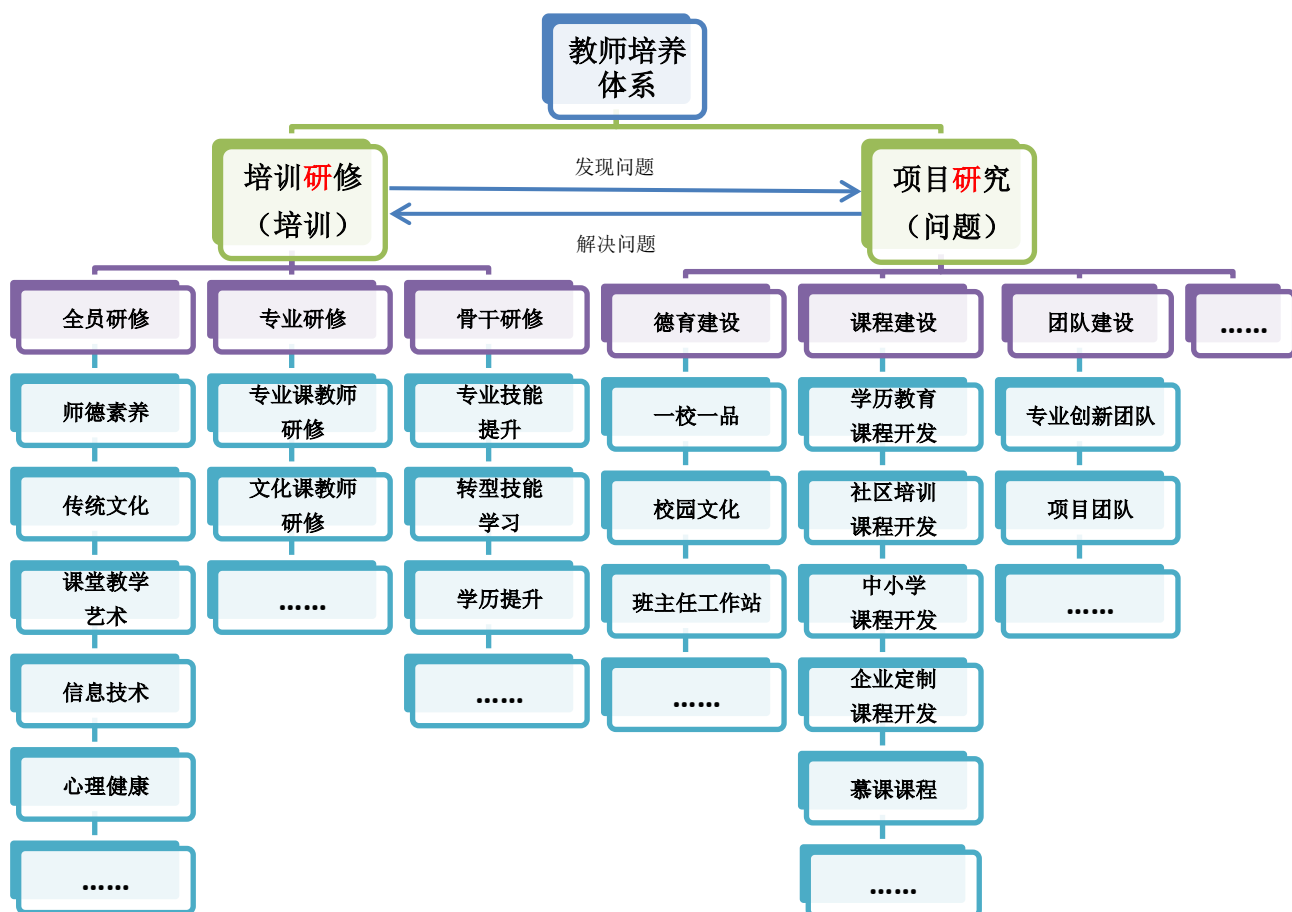 教师培养
体系
培训研修
（培训）
发现问题
解决问题
项目研究
（问题）
全员研修
专业研修
骨干研修
德育建设
课程建设
团队建设
……
师德素养
传统文化
课堂教学
艺术
信息技术
心理健康
……
专业课教师
研修
文化课教师
研修
……
专业技能
提升
转型技能
学习
学历提升
……
一校一品
校园文化
班主任工作站
……
学历教育
课程开发
社区培训
课程开发
中小学
课程开发
企业定制
课程开发
慕课课程
……
专业创新团队
项目团队
……